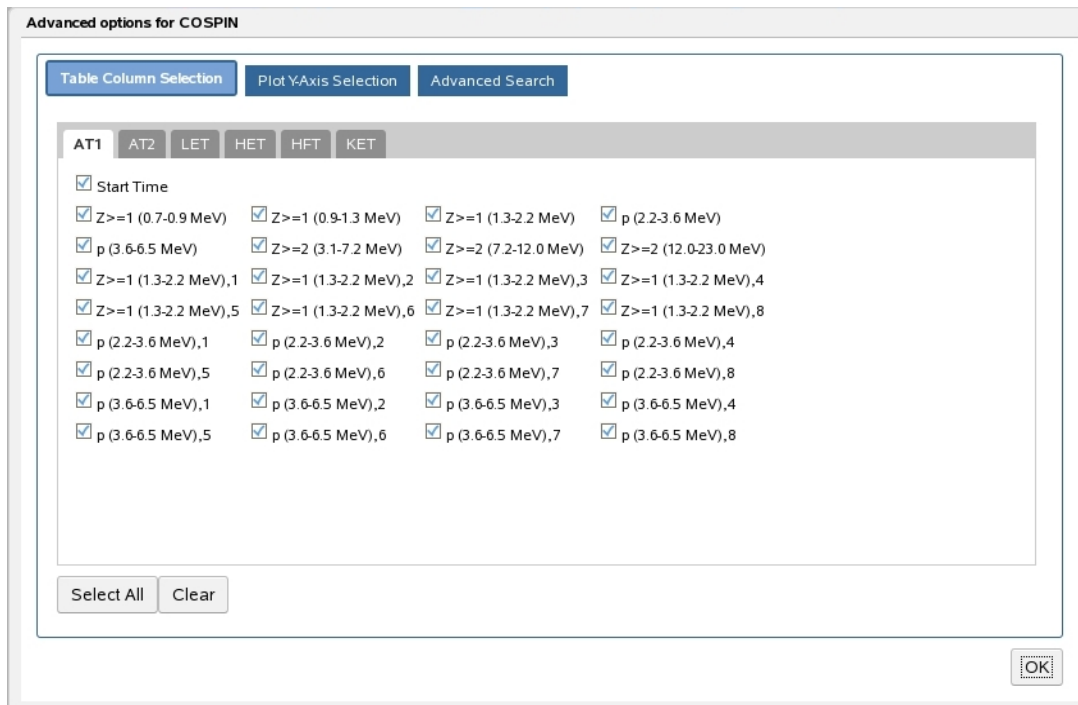 Advanced options for COSPIN
Table Column Selection Plot Y-Axis Selection Advanced Search
AT1 AT2 LET HET HFT KET
Start Time
Z>=1 (0.7-0.9 MeV) Z>=1 (0.9-1.3 MeV) Z>=1 (1.3-2.2 MeV) p (2.2-3.6 MeV)
p (3.6-6.5 MeV) Z>=2 (3.1-7.2 MeV) Z>=2 (7.2-12.0 MeV) Z>=2 (12.0-23.0 MeV)
Z>=1 (1.3-2.2 MeV),1 Z>=1 (1.3-2.2 MeV),2 Z>=1 (1.3-2.2 MeV),3 Z>=1 (1.3-2.2 MeV),4
Z>=1 (1.3-2.2 MeV),5 Z>=1 (1.3-2.2 MeV),6 Z>=1 (1.3-2.2 MeV),7 Z>=1 (1.3-2.2 MeV),8
p (2.2-3.6 MeV),1 p (2.2-3.6 MeV),2 p (2.2-3.6 MeV),3 p (2.2-3.6 MeV),4
p (2.2-3.6 MeV),5 p (2.2-3.6 MeV),6 p (2.2-3.6 MeV),7 p (2.2-3.6 MeV),8
p (3.6-6.5 MeV),1 p (3.6-6.5 MeV),2 p (3.6-6.5 MeV),3 p (3.6-6.5 MeV),4
p (3.6-6.5 MeV),5 p (3.6-6.5 MeV),6 p (3.6-6.5 MeV),7 p (3.6-6.5 MeV),8
Select All Clear
OK